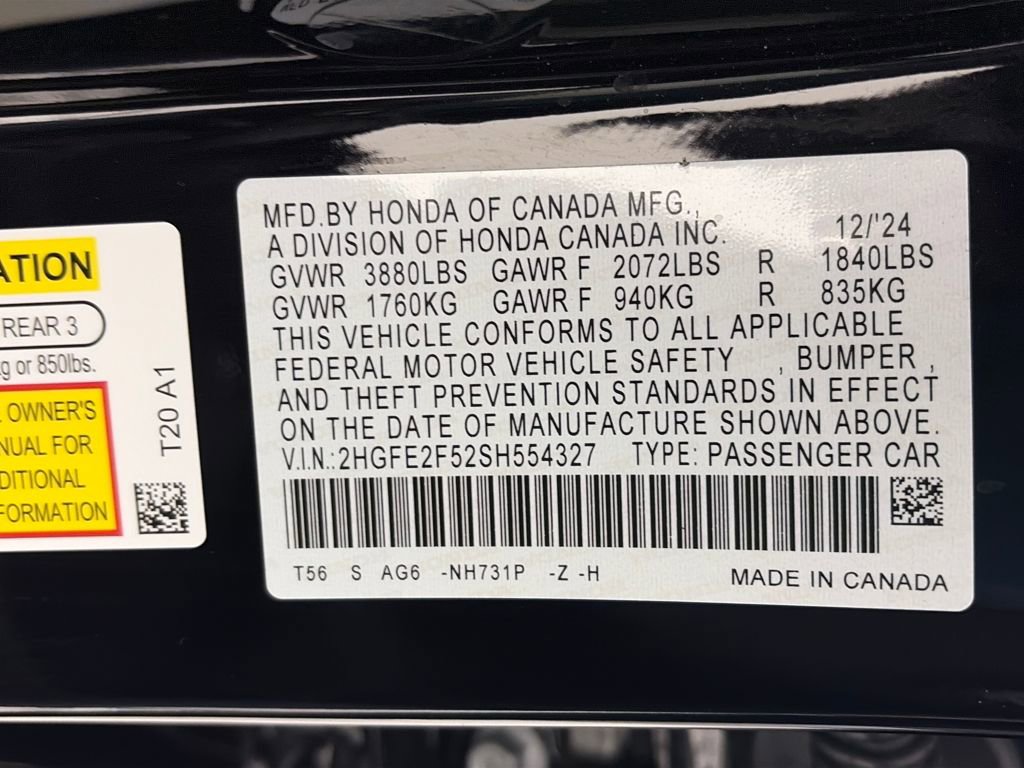 MFD.BY HONDA OF CANADA MFG.,
A DIVISION OF HONDA CANADA INC. 12/'24
GVWR 3880LBS GAWR F 2072LBS R 1840LBS
GVWR 1760KG GAWR F 940KG R 835KG
THIS VEHICLE CONFORMS TO ALL APPLICABLE
FEDERAL MOTOR VEHICLE SAFETY , BUMPER ,
AND THEFT PREVENTION STANDARDS IN EFFECT
ON THE DATE OF MANUFACTURE SHOWN ABOVE.
V.I.N.:2HGFE2F52SH554327 TYPE: PASSENGER CAR
T56 S AG6 -NH731P -Z -H
MADE IN CANADA
ATION
REAR 3
g or 850lbs.
OWNER'S
NUAL FOR
DITIONAL
FORMATION
T20 A1